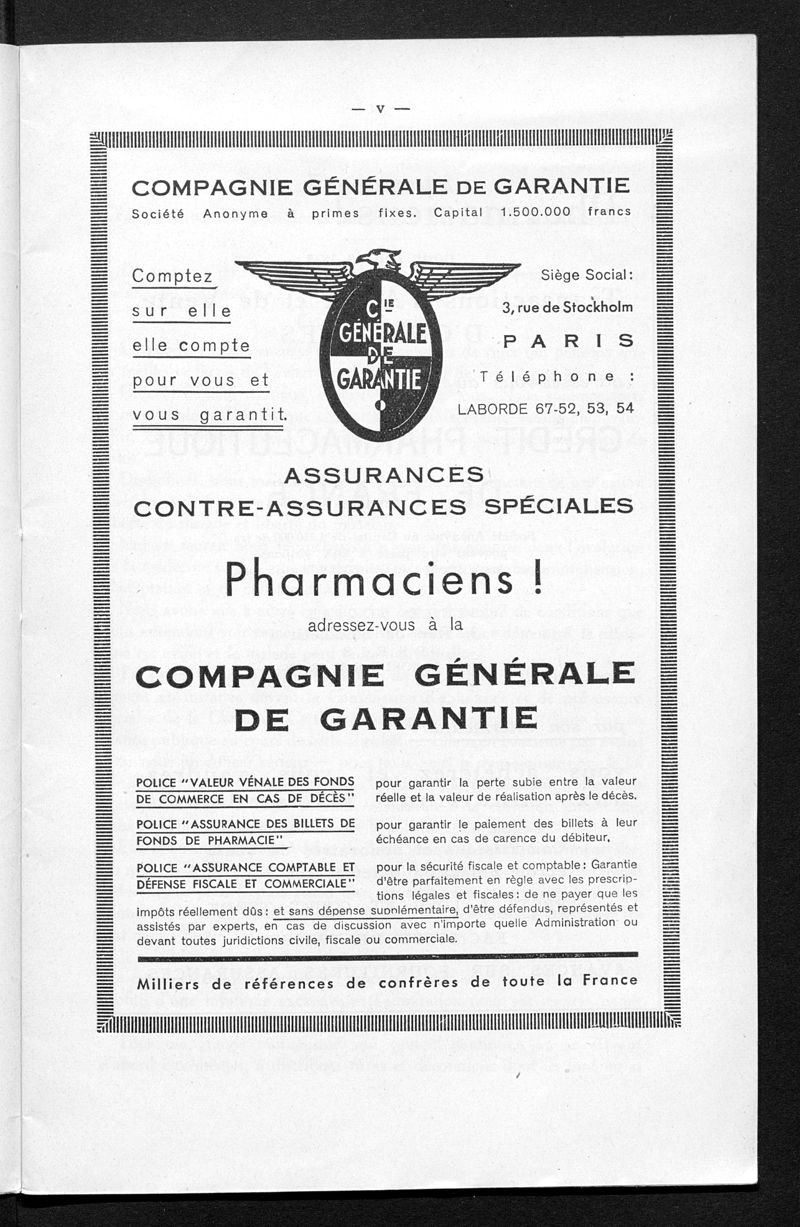 — v —
COMPAGNIE GÉNÉRALE DE GARANTIE
Société Anonyme à primes fixes. Capital 1.500.000 francs
Comptez
sur elle
elle compte
pour vous et
vous garantit.
CIE
GÉNÉRALE
DE
GARANTIE
Siège Social:
3, rue de Stockholm
PARIS
Téléphone :
LABORDE 67-52, 53, 54
ASSURANCES
CONTRE-ASSURANCES SPÉCIALES
Pharmaciens !
adressez-vous à la
COMPAGNIE GÉNÉRALE
DE GARANTIE
POLICE "VALEUR VÉNALE DES FONDS
DE COMMERCE EN CAS DE DÉCÈS"
pour garantir la perte subie entre la valeur
réelle et la valeur de réalisation après le décès.
POLICE "ASSURANCE DES BILLETS DE
FONDS DE PHARMACIE"
pour garantir le paiement des billets à leur
échéance en cas de carence du débiteur.
POLICE "ASSURANCE COMPTABLE ET
DÉFENSE FISCALE ET COMMERCIALE"
pour la sécurité fiscale et comptable: Garantie
d'être parfaitement en règle avec les prescrip-
tions légales et fiscales: de ne payer que les
impôts réellement dûs: et sans dépense supplémentaire, d'être défendus, représentés et
assistés par experts, en cas de discussion avec n'importe quelle Administration ou
devant toutes juridictions civile, fiscale ou commerciale.
Milliers de références de confrères de toute la France